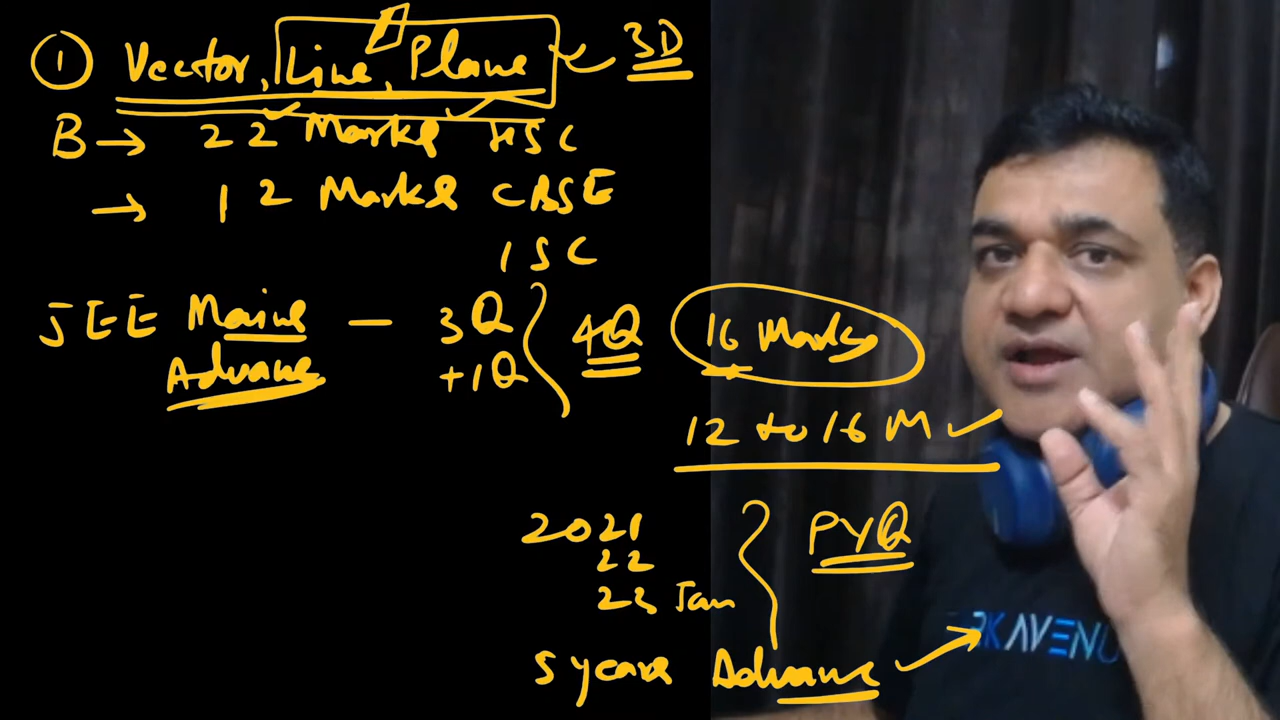 ① Vector, Line, Plane 3D
B → 22 Marks HSC
→ 12 Marks CBSE
ISC
JEE Mains — 3Q 4Q 16 Marks
Advance +1Q
12 to 16 M ✓
2021 PYQ
22
23 Jan
5 years Advance →
RKAVENU